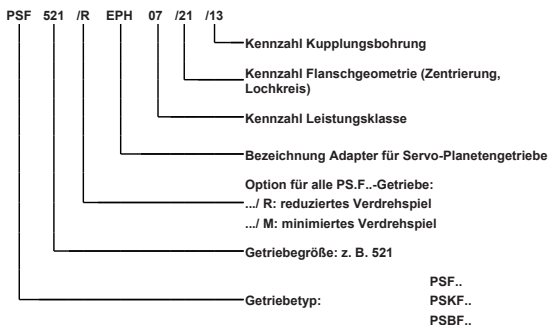 PSF 521 /R EPH 07 /21 /13
Kennzahl Kupplungsbohrung
Kennzahl Flanschgeometrie (Zentrierung,
Lochkreis)
Kennzahl Leistungsklasse
Bezeichnung Adapter für Servo-Planetengetriebe
Option für alle PS.F..-Getriebe:
.../ R: reduziertes Verdrehspiel
.../ M: minimiertes Verdrehspiel
Getriebegröße: z. B. 521
PSF..
Getriebetyp: PSKF..
PSBF..